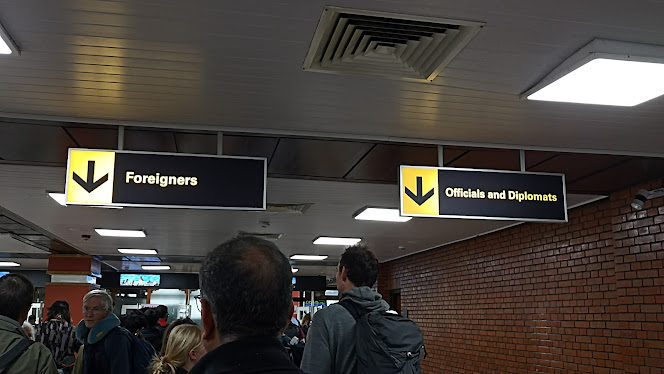 Foreigners
Officials and Diplomats